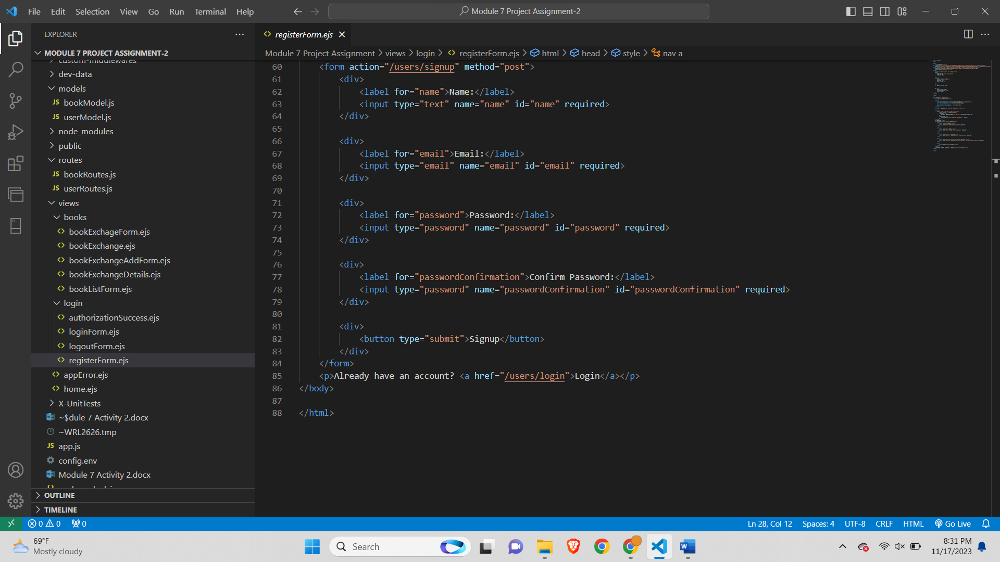 File Edit Selection View Go Run Terminal Help
Module 7 Project Assignment-2
EXPLORER
MODULE 7 PROJECT ASSIGNMENT-2
custom-middlewares
dev-data
models
JS bookModel.js
JS userModel.js
node_modules
public
routes
JS bookRoutes.js
JS userRoutes.js
views
books
bookExchageForm.ejs
bookExchange.ejs
bookExchangeAddForm.ejs
bookExchangeDetails.ejs
bookListForm.ejs
login
authorizationSuccess.ejs
loginForm.ejs
logoutForm.ejs
registerForm.ejs
appError.ejs
home.ejs
X-UnitTests
~$dule 7 Activity 2.docx
~WRL2626.tmp
JS app.js
config.env
Module 7 Activity 2.docx
OUTLINE
TIMELINE
registerForm.ejs
Module 7 Project Assignment > views > login > registerForm.ejs > html > head > style > nav a
60 <form action="/users/signup" method="post">
61 <div>
62 <label for="name">Name:</label>
63 <input type="text" name="name" id="name" required>
64 </div>
65
66 <div>
67 <label for="email">Email:</label>
68 <input type="email" name="email" id="email" required>
69 </div>
70
71 <div>
72 <label for="password">Password:</label>
73 <input type="password" name="password" id="password" required>
74 </div>
75
76 <div>
77 <label for="passwordConfirmation">Confirm Password:</label>
78 <input type="password" name="passwordConfirmation" id="passwordConfirmation" required>
79 </div>
80
81 <div>
82 <button type="submit">Signup</button>
83 </div>
84 </form>
85 <p>Already have an account? <a href="/users/login">Login</a></p>
86 </body>
87
88 </html>
0 0 0
Ln 28, Col 12 Spaces: 4 UTF-8 CRLF HTML Go Live
69°F
Mostly cloudy
Search
8:31 PM
11/17/2023